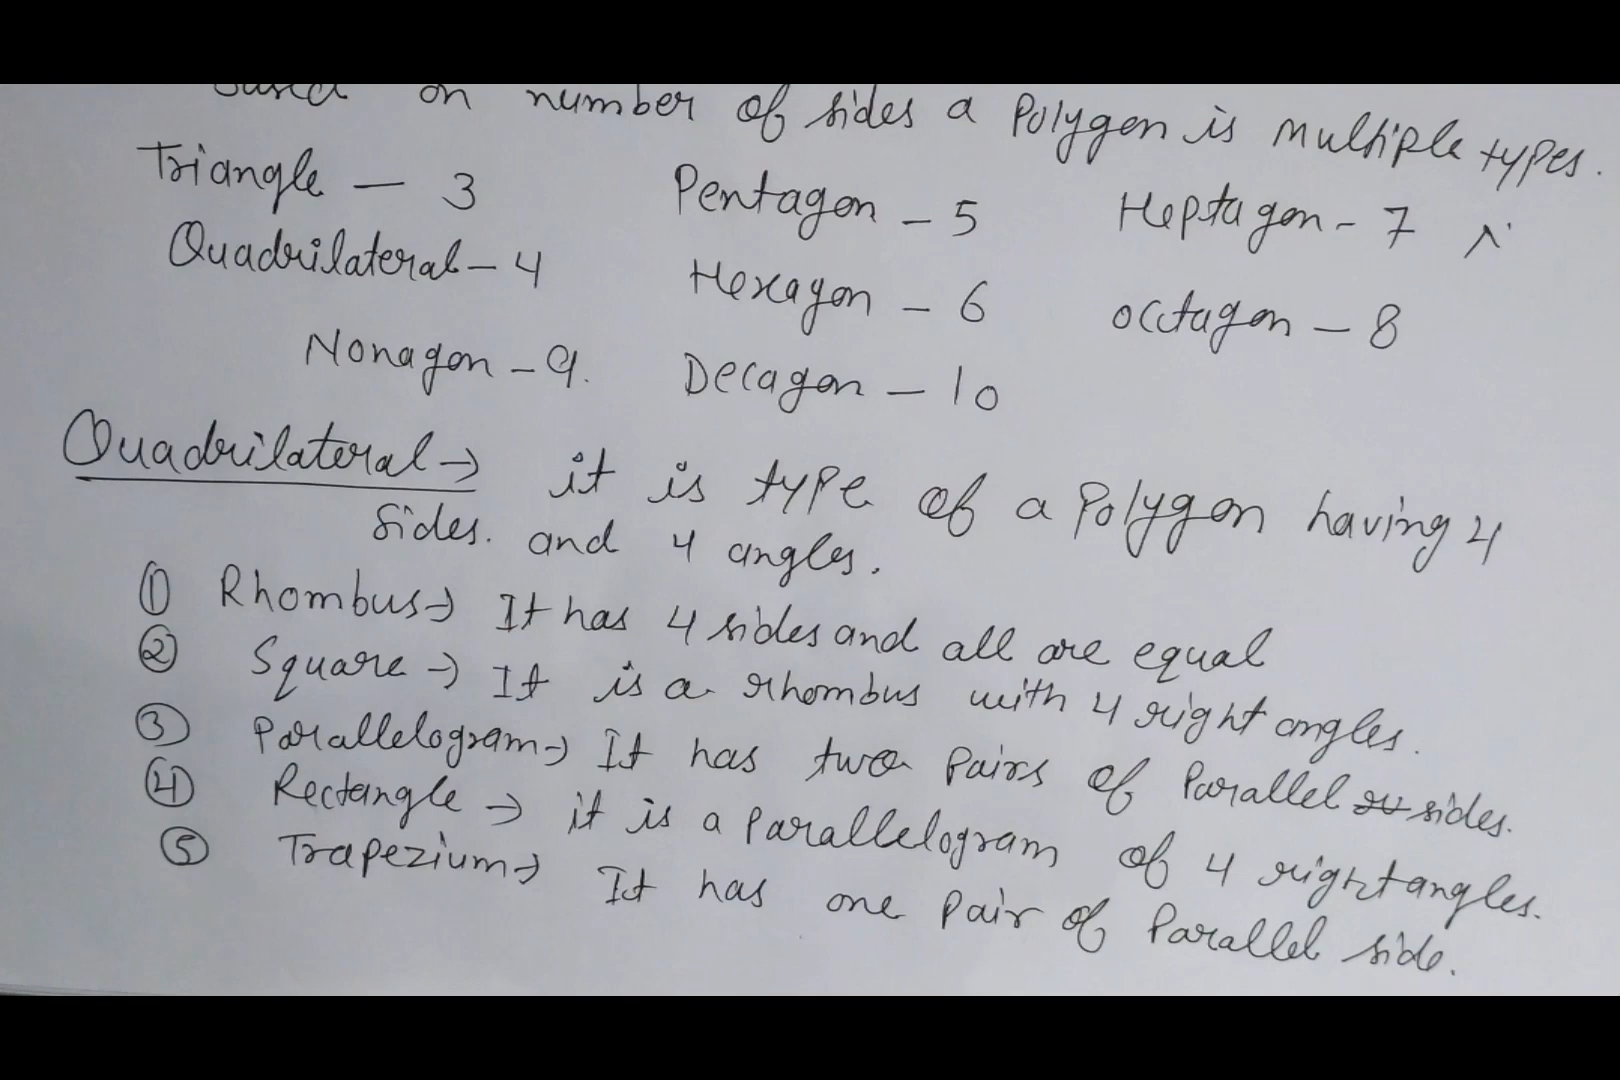 based on number of sides a Polygon is multiple types.
Triangle — 3 Pentagon - 5 Heptagon - 7
Quadrilateral - 4 Hexagon - 6 Occtagon - 8
Nonagon - 9. Decagon - 10
Quadrilateral → it is type of a Polygon having 4
sides. and 4 angles.
① Rhombus → It has 4 sides and all are equal
② Square → It is a rhombus with 4 right angles.
③ Parallelogram → It has two pairs of Parallel sides.
④ Rectangle → it is a Parallelogram of 4 right angles.
⑤ Trapezium → It has one pair of Parallel side.